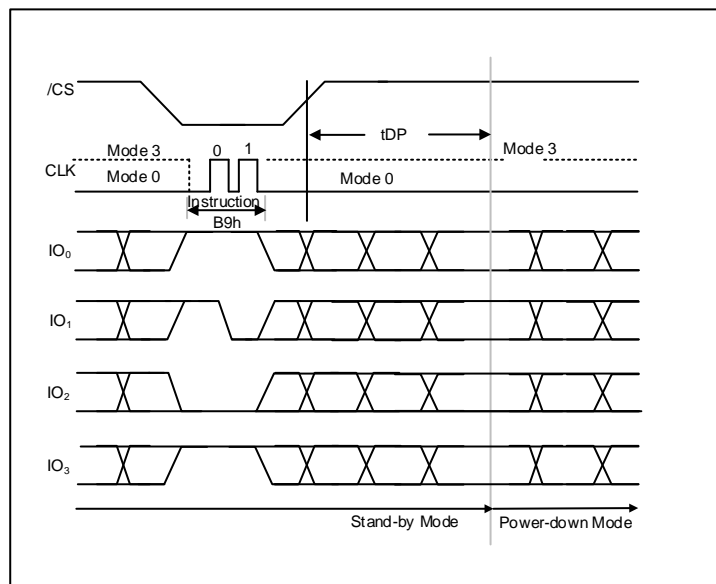 /CS
tDP
Mode 3
0
1
Mode 3
CLK
Mode 0
Mode 0
Instruction
B9h
IO₀
IO₁
IO₂
IO₃
Stand-by Mode
Power-down Mode